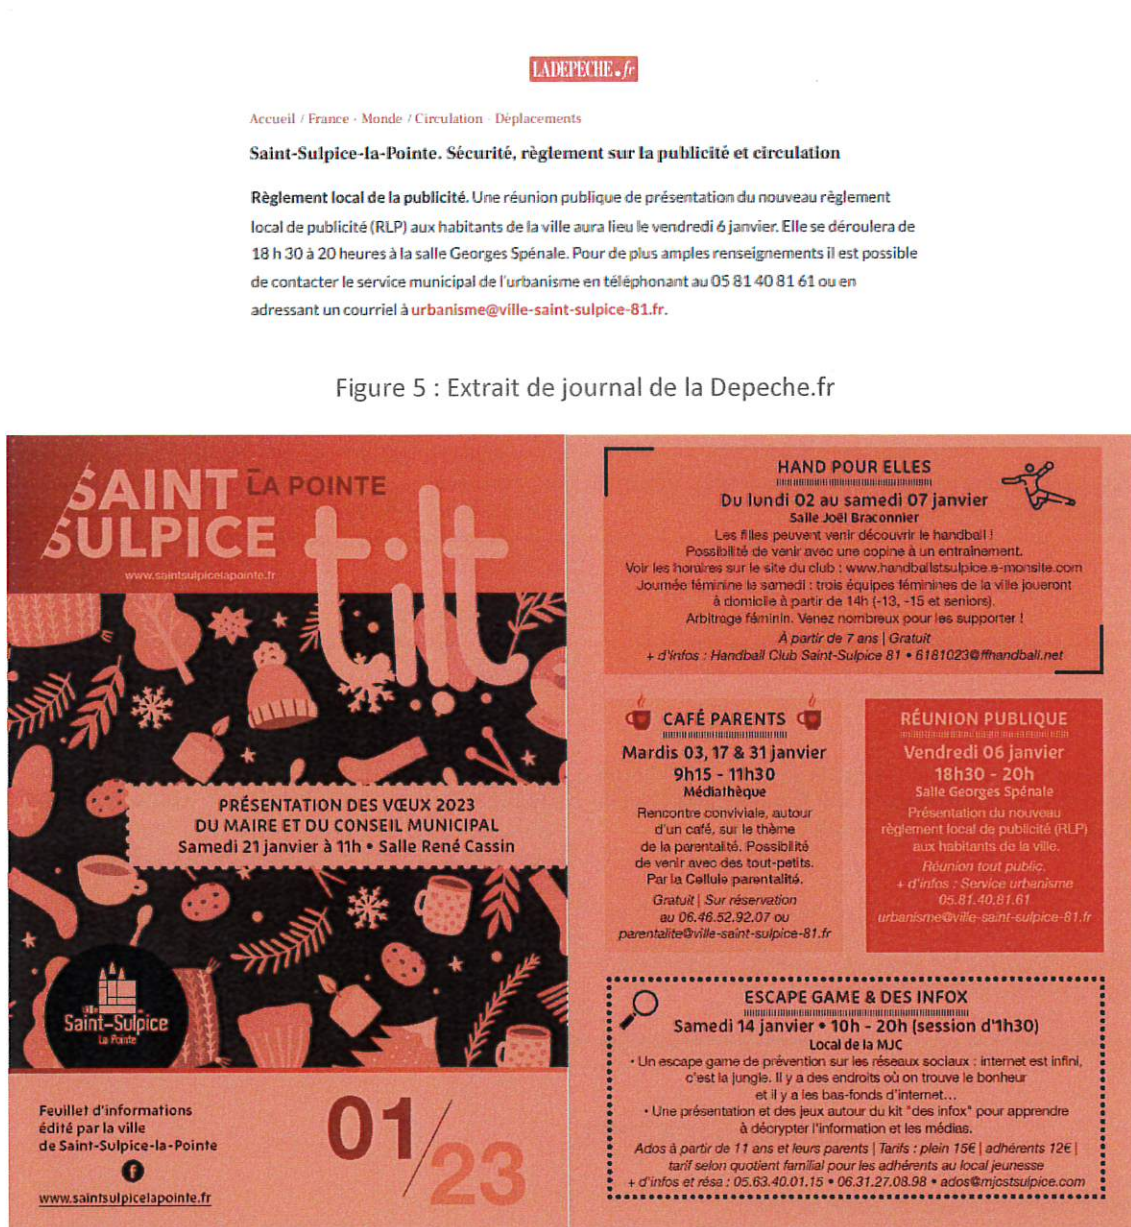 LADEPECHE.fr
Accueil / France - Monde / Circulation - Déplacements
Saint-Sulpice-la-Pointe. Sécurité, règlement sur la publicité et circulation
Règlement local de la publicité. Une réunion publique de présentation du nouveau règlement
local de publicité (RLP) aux habitants de la ville aura lieu le vendredi 6 janvier. Elle se déroulera de
18 h 30 à 20 heures à la salle Georges Spénale. Pour de plus amples renseignements il est possible
de contacter le service municipal de l'urbanisme en téléphonant au 05 81 40 81 61 ou en
adressant un courriel à urbanisme@ville-saint-sulpice-81.fr.
Figure 5 : Extrait de journal de la Depeche.fr
SAINT LA POINTE
SULPICE
tilt
www.saintsulpicelapointe.fr
PRÉSENTATION DES VŒUX 2023
DU MAIRE ET DU CONSEIL MUNICIPAL
Samedi 21 janvier à 11h • Salle René Cassin
Ville
Saint-Sulpice
La Pointe
Feuillet d'informations
édité par la ville
de Saint-Sulpice-la-Pointe
f
www.saintsulpicelapointe.fr
01/23
HAND POUR ELLES
Du lundi 02 au samedi 07 janvier
Salle Joël Braconnier
Les filles peuvent venir découvrir le handball !
Possibilité de venir avec une copine à un entraînement.
Voir les horaires sur le site du club : www.handballstsulpice.e-monsite.com
Journée féminine le samedi : trois équipes féminines de la ville joueront
à domicile à partir de 14h (-13, -15 et seniors).
Arbitrage féminin. Venez nombreux pour les supporter !
À partir de 7 ans | Gratuit
+ d'infos : Handball Club Saint-Sulpice 81 • 6181023@ffhandball.net
CAFÉ PARENTS
Mardis 03, 17 & 31 janvier
9h15 - 11h30
Médiathèque
Rencontre conviviale, autour
d'un café, sur le thème
de la parentalité. Possibilité
de venir avec des tout-petits.
Par la Cellule parentalité.
Gratuit | Sur réservation
au 06.46.52.92.07 ou
parentalite@ville-saint-sulpice-81.fr
RÉUNION PUBLIQUE
Vendredi 06 janvier
18h30 - 20h
Salle Georges Spénale
Présentation du nouveau
règlement local de publicité (RLP)
aux habitants de la ville.
Réunion tout public.
+ d'infos : Service urbanisme
05.81.40.81.61
urbanisme@ville-saint-sulpice-81.fr
ESCAPE GAME & DES INFOX
Samedi 14 janvier • 10h - 20h (session d'1h30)
Local de la MJC
• Un escape game de prévention sur les réseaux sociaux : internet est infini,
c'est la jungle. Il y a des endroits où on trouve le bonheur
et il y a les bas-fonds d'internet...
• Une présentation et des jeux autour du kit "des infox" pour apprendre
à décrypter l'information et les médias.
Ados à partir de 11 ans et leurs parents | Tarifs : plein 15€ | adhérents 12€ |
tarif selon quotient familial pour les adhérents au local jeunesse
+ d'infos et résa : 05.63.40.01.15 • 06.31.27.08.98 • ados@mjcstsulpice.com